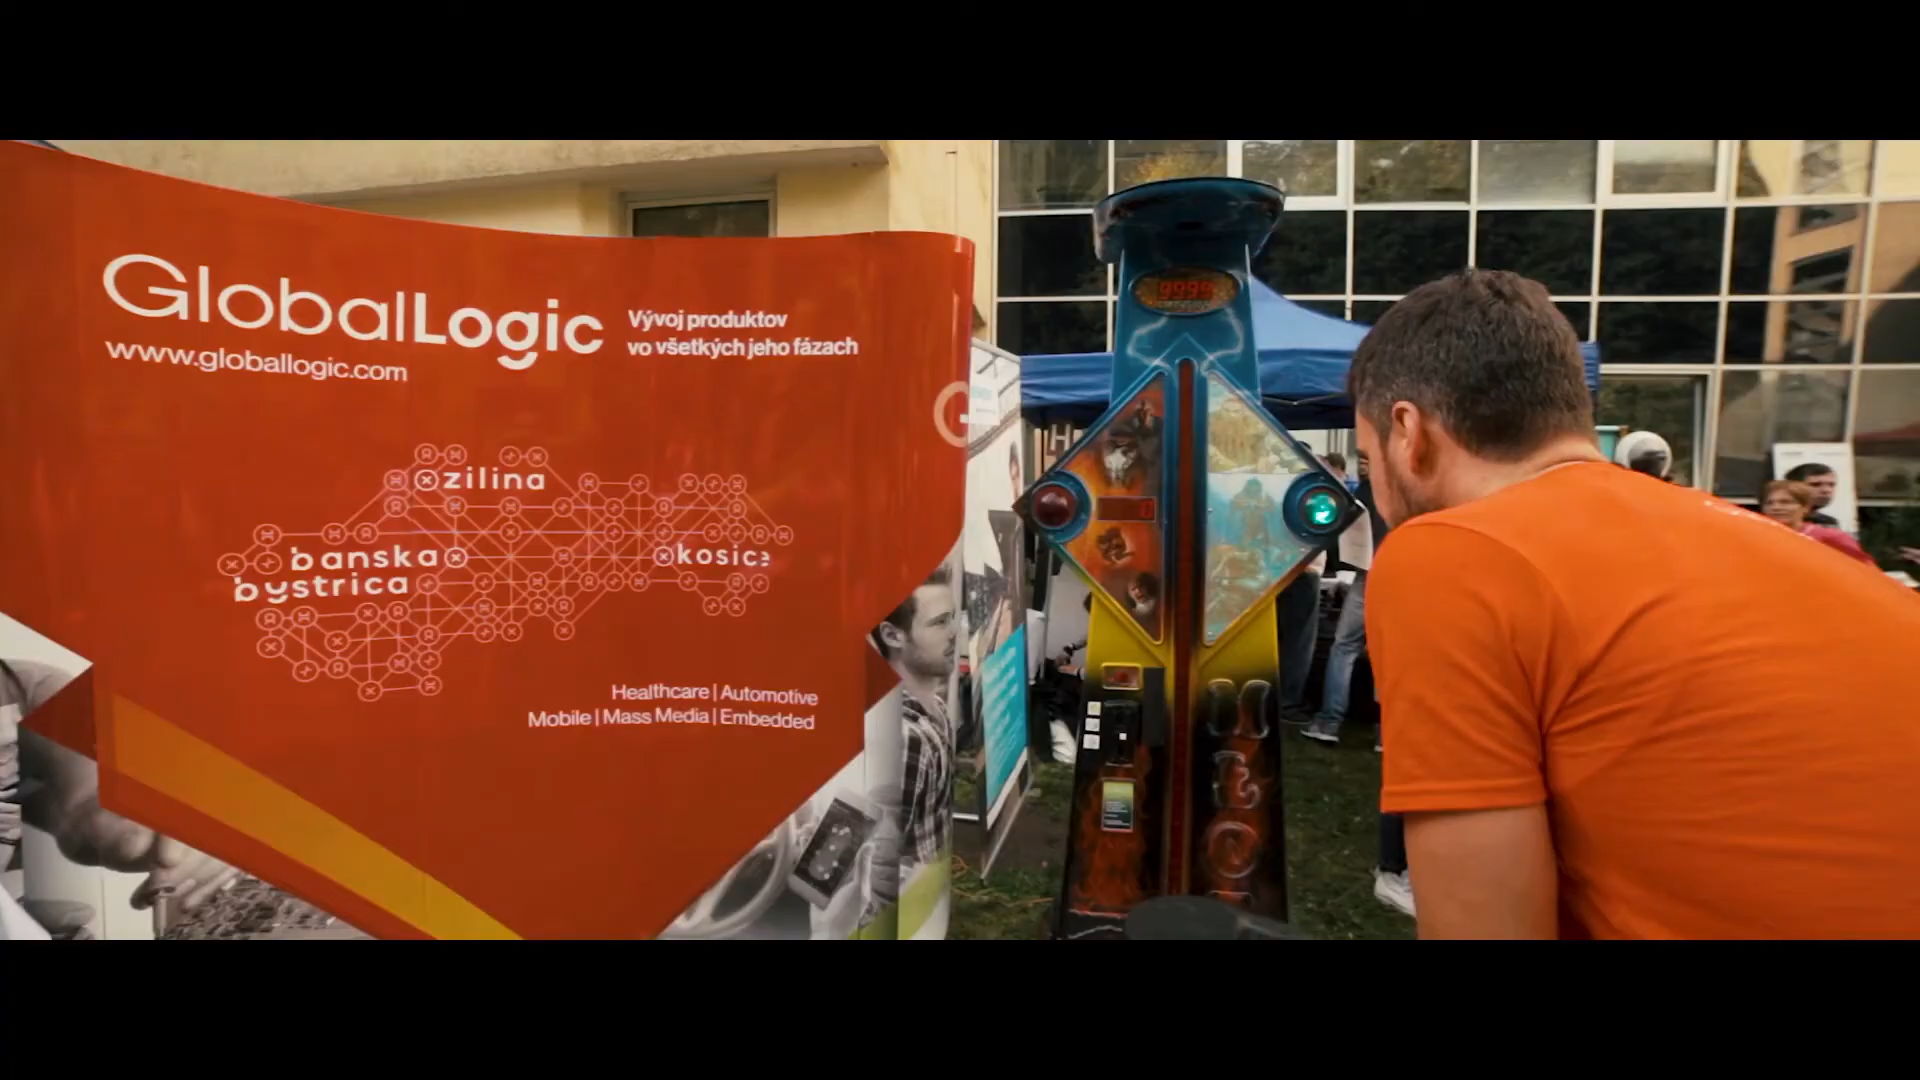 GlobalLogic
Vývoj produktov
vo všetkých jeho fázach
www.globallogic.com
zilina
banska
bystrica
kosice
Healthcare | Automotive
Mobile | Mass Media | Embedded
9999
0